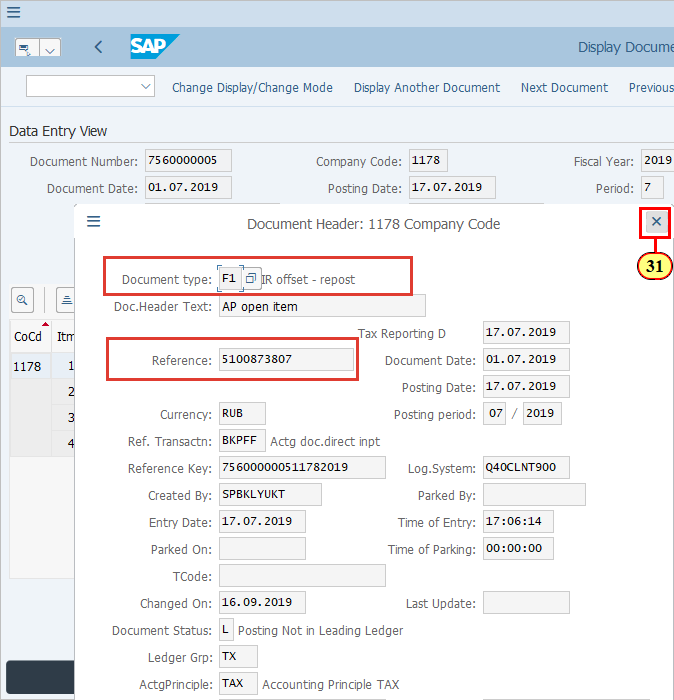 SAP
Display Docume
Change Display/Change Mode Display Another Document Next Document Previous
Data Entry View
Document Number: 7560000005 Company Code: 1178 Fiscal Year: 2019
Document Date: 01.07.2019 Posting Date: 17.07.2019 Period: 7
Document Header: 1178 Company Code
31
Document type: F1 IR offset - repost
Doc.Header Text: AP open item
Tax Reporting D 17.07.2019
Reference: 5100873807 Document Date: 01.07.2019
Posting Date: 17.07.2019
Currency: RUB Posting period: 07 / 2019
Ref. Transactn: BKPFF Actg doc.direct inpt
Reference Key: 756000000511782019 Log.System: Q40CLNT900
Created By: SPBKLYUKT Parked By:
Entry Date: 17.07.2019 Time of Entry: 17:06:14
Parked On: Time of Parking: 00:00:00
TCode:
Changed On: 16.09.2019 Last Update:
Document Status: L Posting Not in Leading Ledger
Ledger Grp: TX
ActgPrinciple: TAX Accounting Principle TAX
CoCd Itm
1178 1
2
3
4